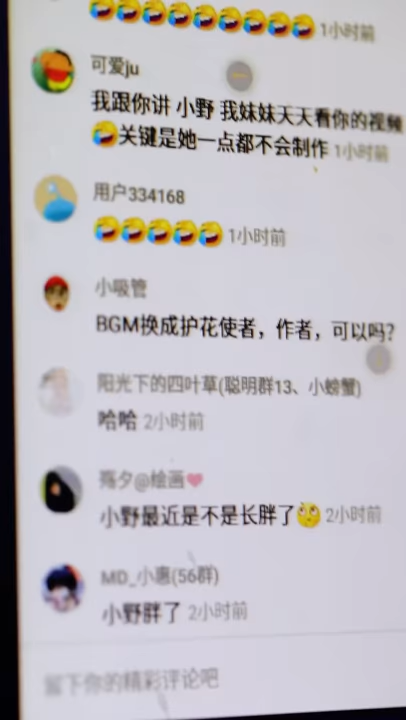 😂😂😂😂😂😂😂😂😂 1小时前
可爱ju
我跟你讲 小野 我妹妹天天看你的视频
😂关键是她一点都不会制作 1小时前
用户334168
😂😂😂😂😂 1小时前
小吸管
BGM换成护花使者，作者，可以吗？
阳光下的四叶草(聪明群13、小螃蟹)
哈哈 2小时前
殇夕@绘画❤
小野最近是不是长胖了🙄 2小时前
MD_小惠(56群)
小野胖了 2小时前
留下你的精彩评论吧